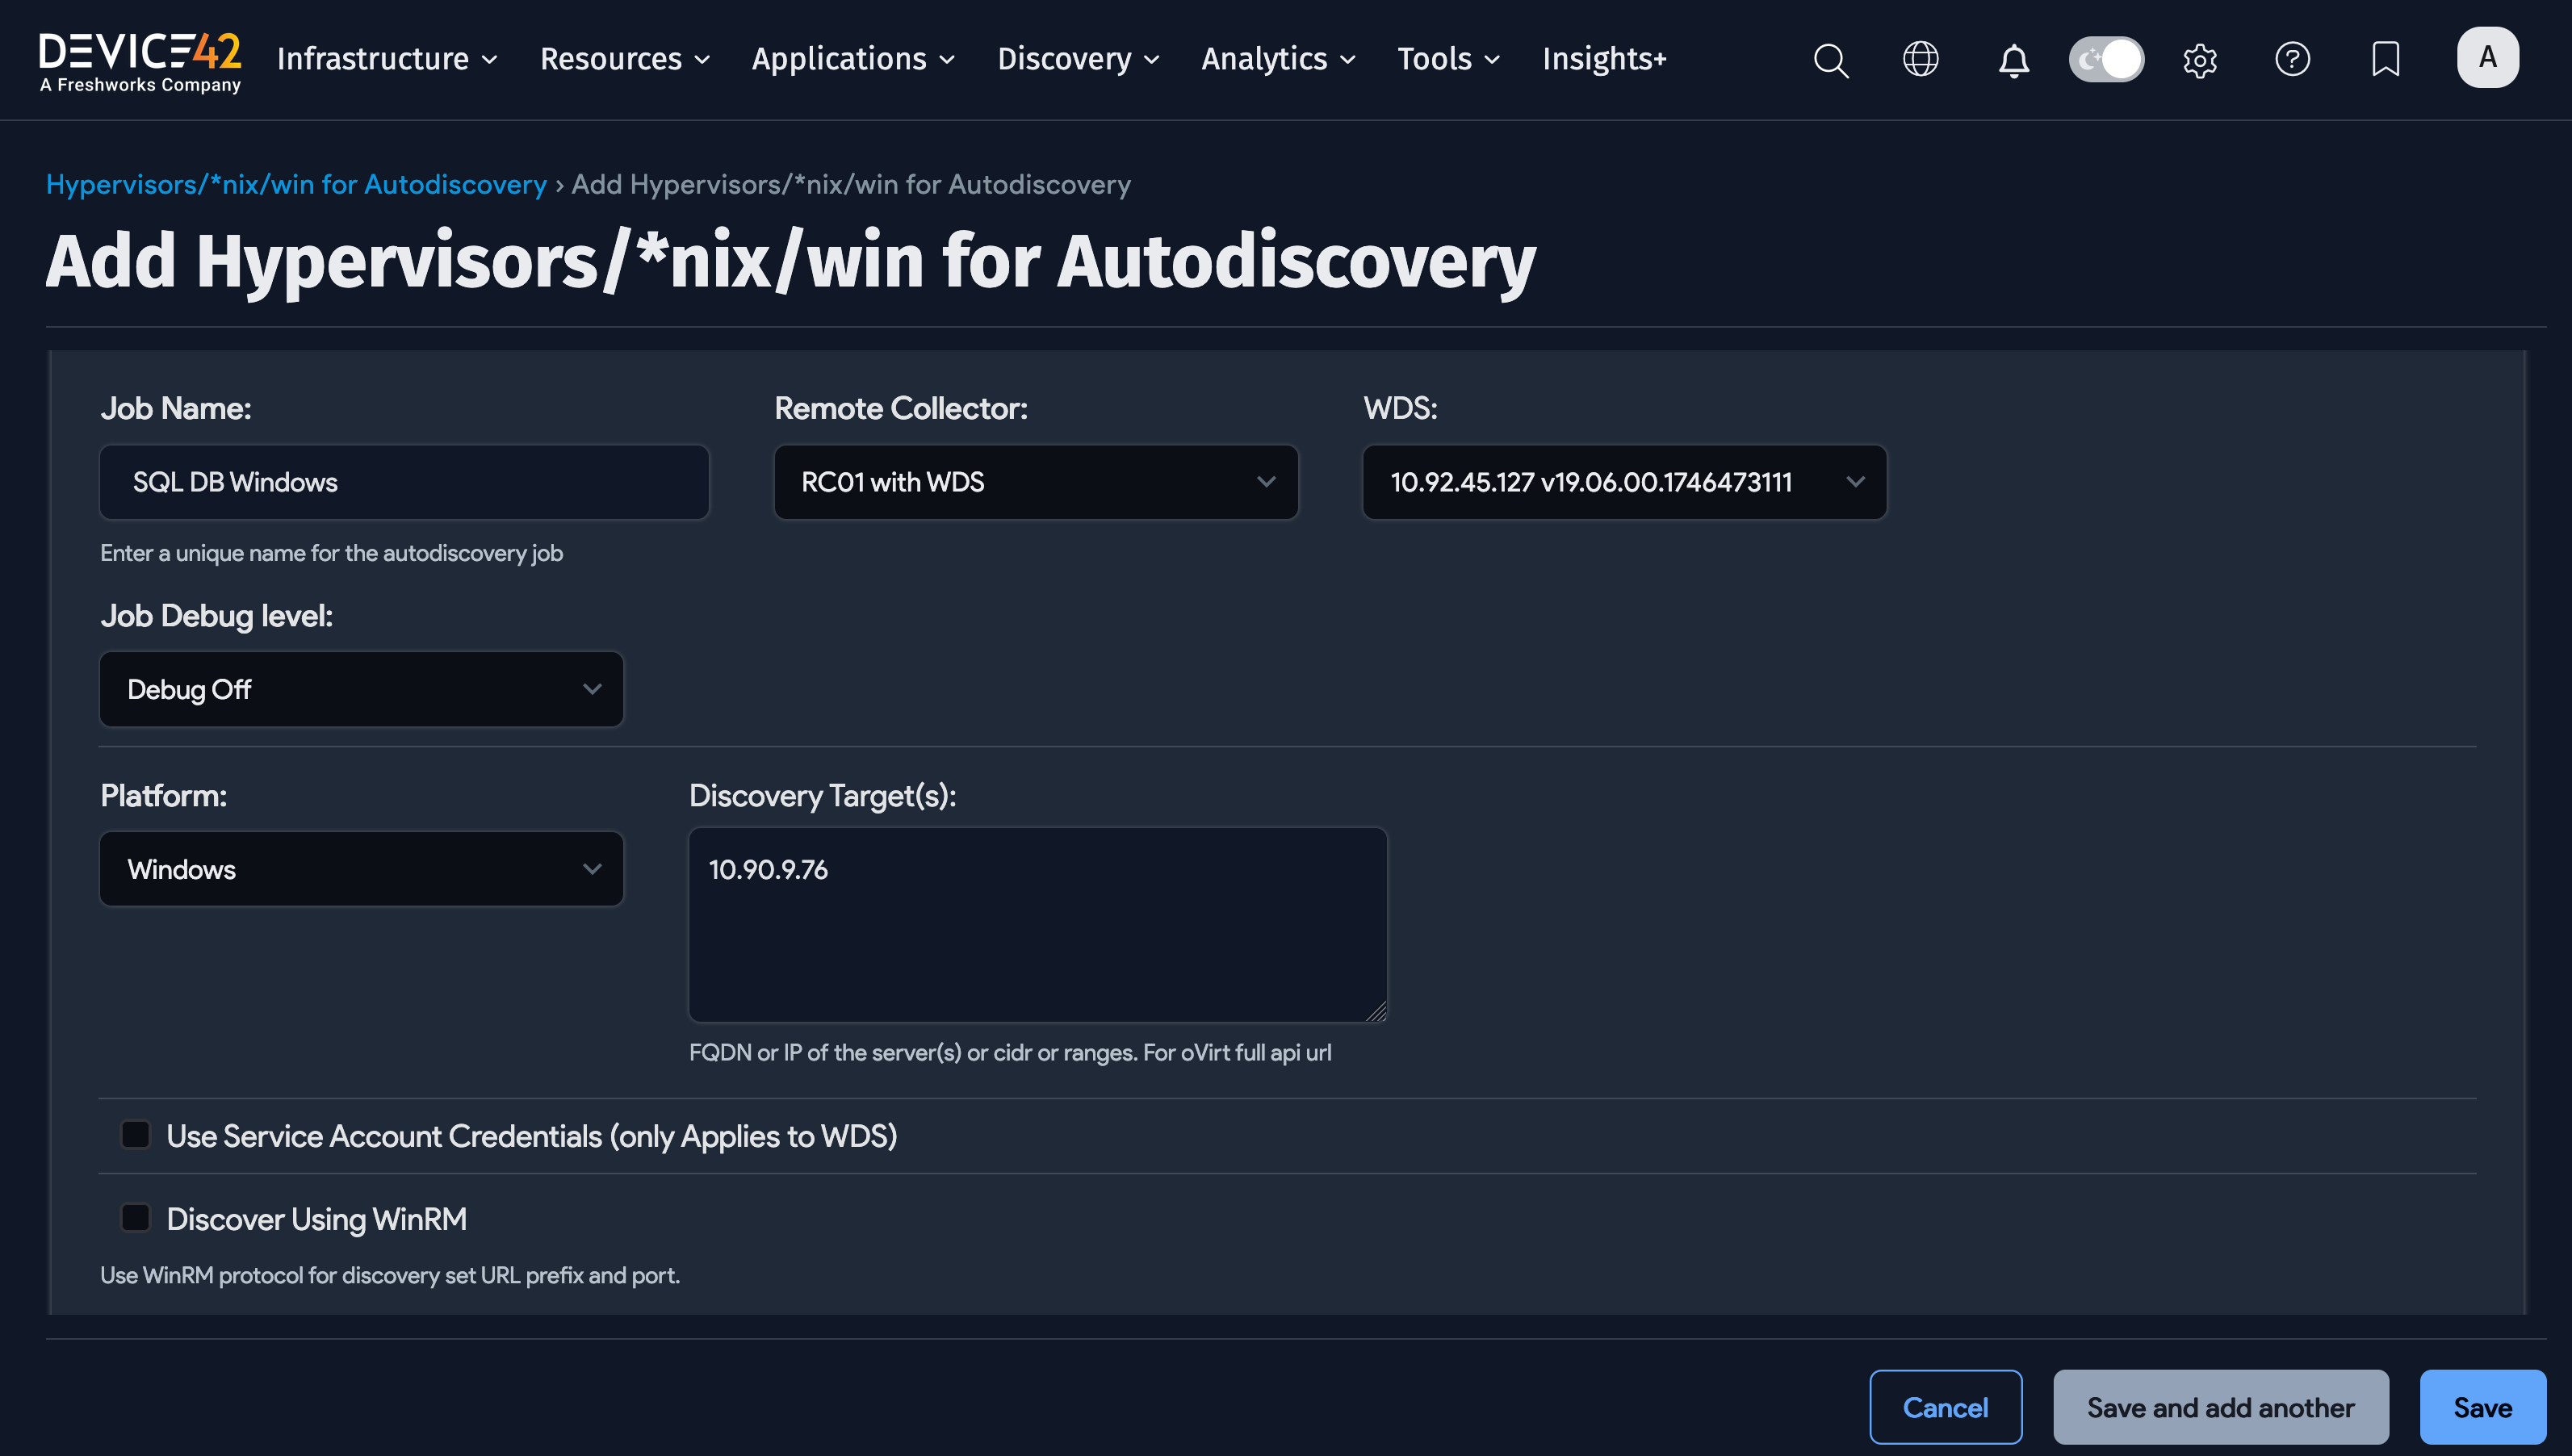 DEVICE42
A Freshworks Company
Infrastructure Resources Applications Discovery Analytics Tools Insights+
A
Hypervisors/*nix/win for Autodiscovery › Add Hypervisors/*nix/win for Autodiscovery
Add Hypervisors/*nix/win for Autodiscovery
Job Name: Remote Collector: WDS:
SQL DB Windows RC01 with WDS 10.92.45.127 v19.06.00.1746473111
Enter a unique name for the autodiscovery job
Job Debug level:
Debug Off
Platform: Discovery Target(s):
Windows 10.90.9.76
FQDN or IP of the server(s) or cidr or ranges. For oVirt full api url
Use Service Account Credentials (only Applies to WDS)
Discover Using WinRM
Use WinRM protocol for discovery set URL prefix and port.
Cancel Save and add another Save